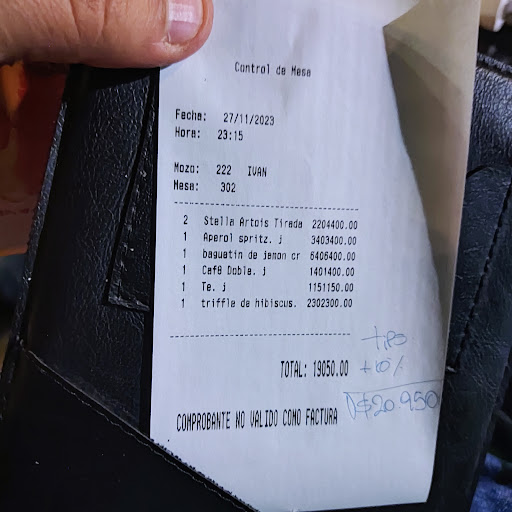 Control de Mesa
Fecha: 27/11/2023
Hora: 23:15
Mozo: 222 IVAN
Mesa: 302
2 Stella Artois Tirada 2204400.00
1 Aperol spritz. j 3403400.00
1 baguetin de jamon cr 6406400.00
1 Café Doble. j 1401400.00
1 Te. j 1151150.00
1 triffle de hibiscus. 2302300.00
TOTAL: 19050.00
+10%
$20.950
COMPROBANTE NO VALIDO COMO FACTURA